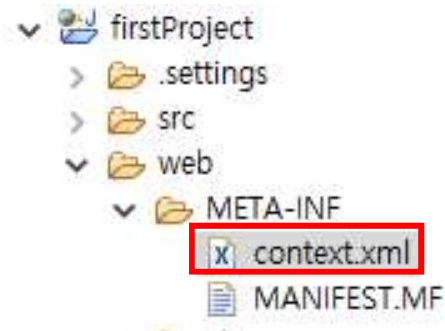 firstProject
.settings
src
web
META-INF
context.xml
MANIFEST.MF